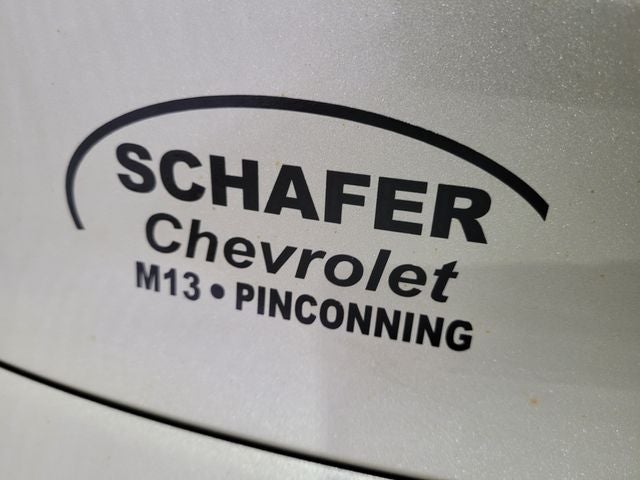 SCHAFER
Chevrolet
M13 • PINCONNING